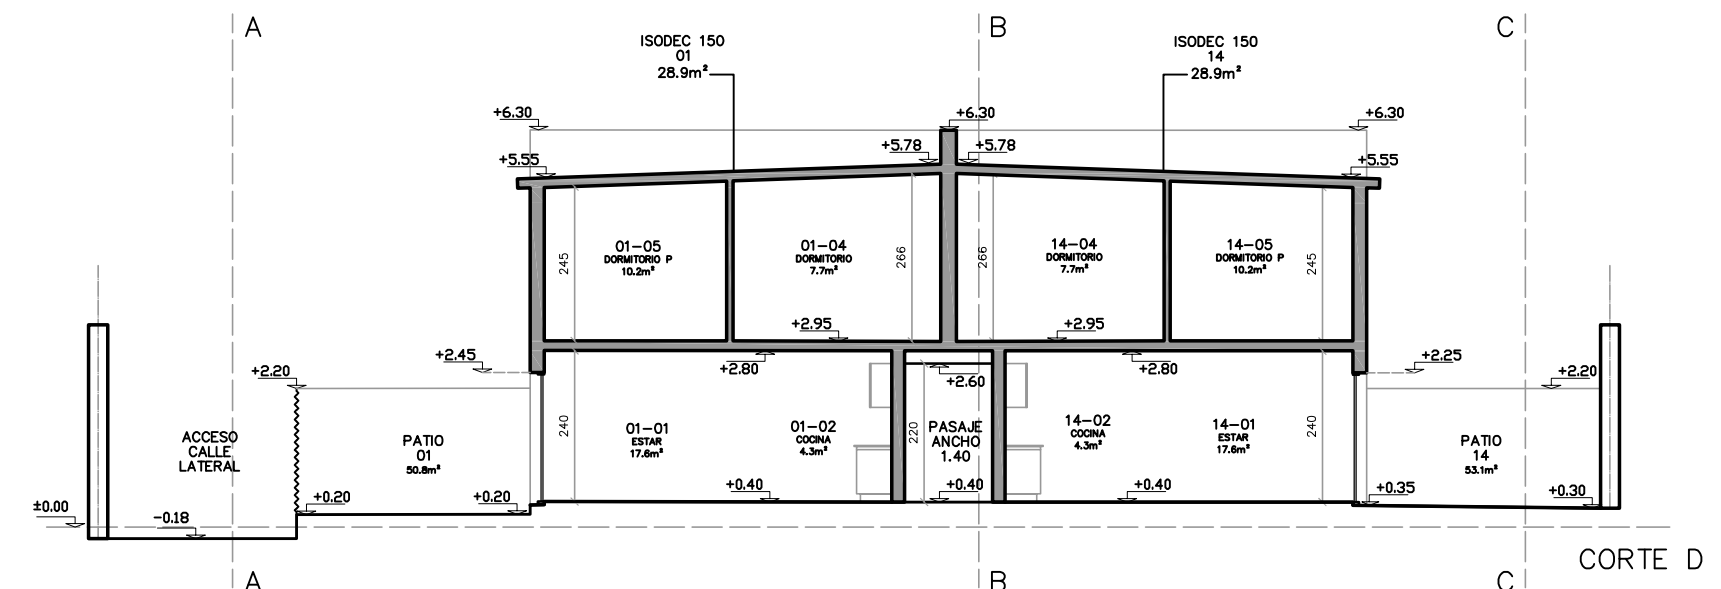 A
B
C
ISODEC 150
01
28.9m²
ISODEC 150
14
28.9m²
+6.30
+6.30
+6.30
+5.55
+5.78
+5.78
+5.55
01-05
DORMITORIO P
10.2m²
01-04
DORMITORIO
7.7m²
14-04
DORMITORIO
7.7m²
14-05
DORMITORIO P
10.2m²
245
266
266
245
+2.95
+2.95
+2.45
+2.80
+2.80
+2.25
+2.20
+2.60
+2.20
ACCESO
CALLE
LATERAL
PATIO
01
50.8m²
240
01-01
ESTAR
17.6m²
01-02
COCINA
4.3m²
220
PASAJE
ANCHO
1.40
14-02
COCINA
4.3m²
14-01
ESTAR
17.6m²
240
PATIO
14
53.1m²
±0.00
-0.18
+0.20
+0.20
+0.40
+0.40
+0.40
+0.35
+0.30
CORTE D
A
B
C